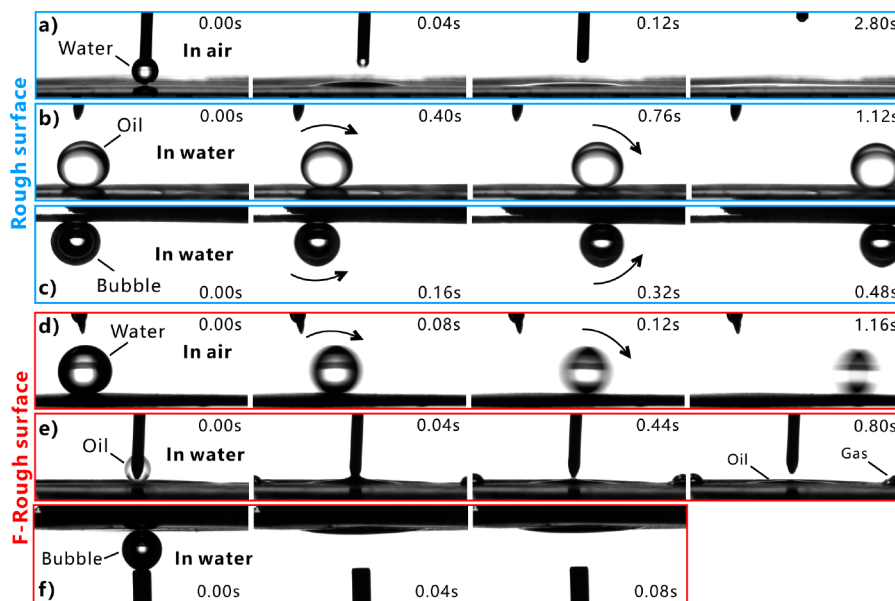 Rough surface
a)
Water
In air
0.00s
0.04s
0.12s
2.80s
b)
Oil
In water
0.00s
0.40s
0.76s
1.12s
c)
Bubble
In water
0.00s
0.16s
0.32s
0.48s
F-Rough surface
d)
Water
In air
0.00s
0.08s
0.12s
1.16s
e)
Oil
In water
0.00s
0.04s
0.44s
0.80s
Oil
Gas
f)
Bubble
In water
0.00s
0.04s
0.08s